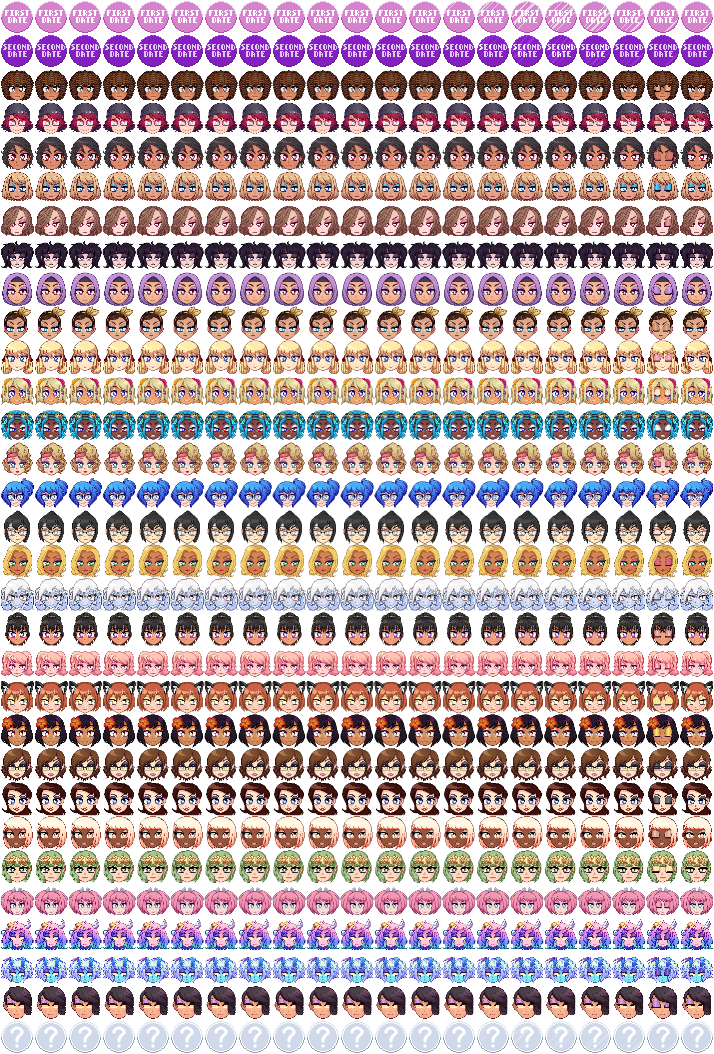 FIRST FIRST FIRST FIRST FIRST FIRST FIRST FIRST FIRST FIRST FIRST FIRST FIRST FIRST FIRST FIRST FIRST FIRST FIRST FIRST FIRST
DATE DATE DATE DATE DATE DATE DATE DATE DATE DATE DATE DATE DATE DATE DATE DATE DATE DATE DATE DATE DATE
SECOND SECOND SECOND SECOND SECOND SECOND SECOND SECOND SECOND SECOND SECOND SECOND SECOND SECOND SECOND SECOND SECOND SECOND SECOND SECOND SECOND
DATE DATE DATE DATE DATE DATE DATE DATE DATE DATE DATE DATE DATE DATE DATE DATE DATE DATE DATE DATE DATE
? ? ? ? ? ? ? ? ? ? ? ? ? ? ? ? ? ? ? ? ?